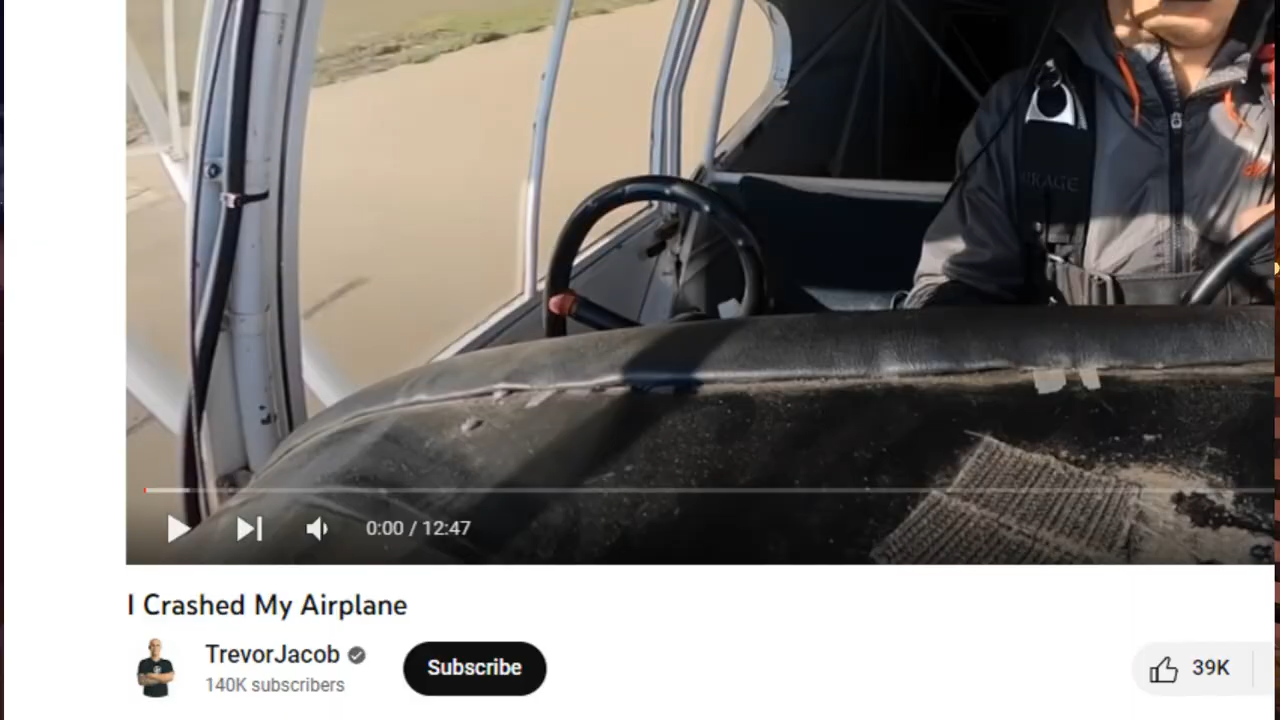 0:00 / 12:47
I Crashed My Airplane
TrevorJacob
140K subscribers
Subscribe
39K